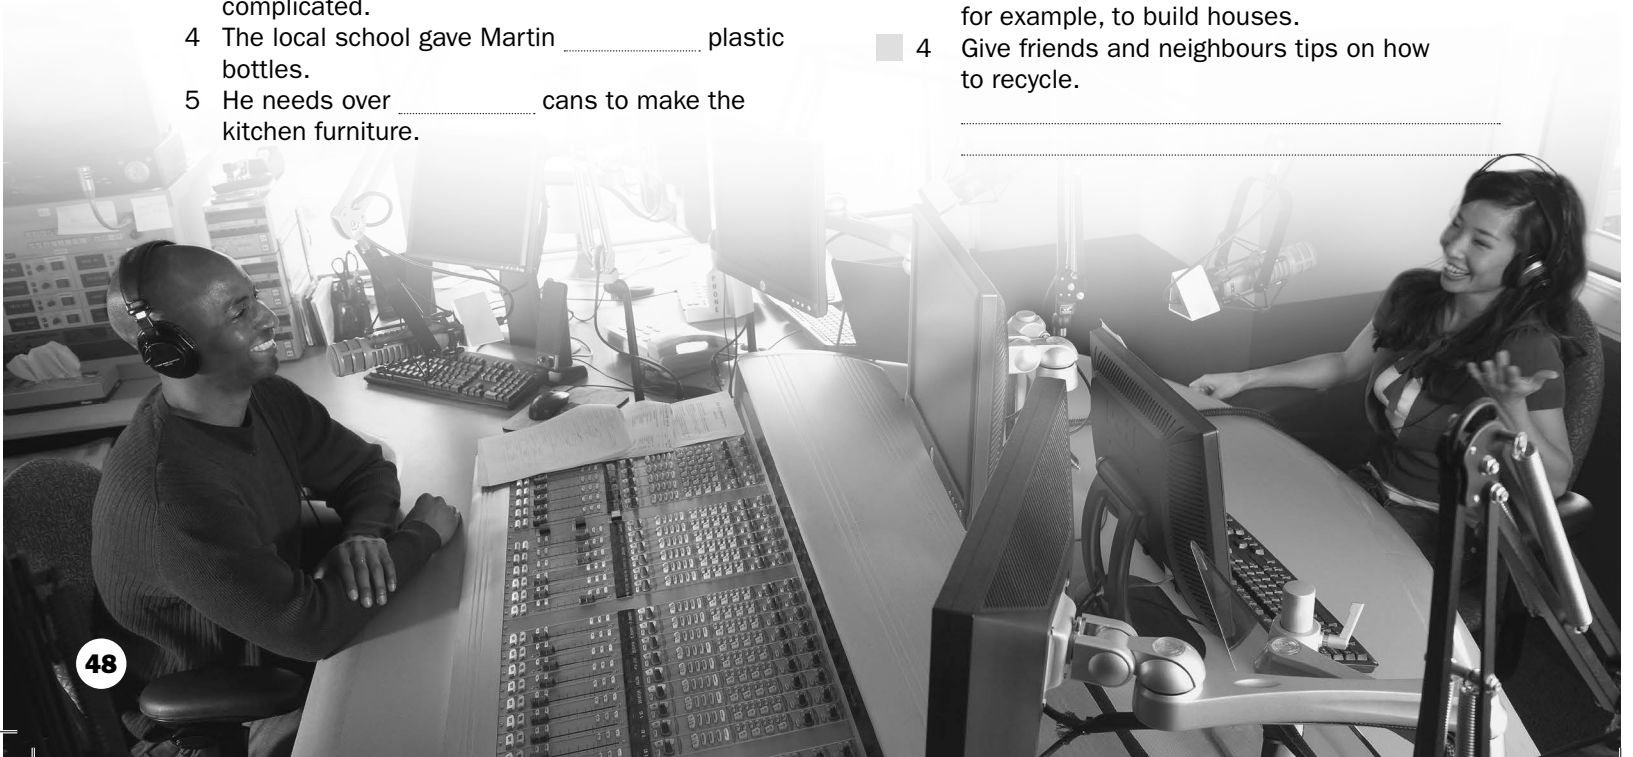 complicated.
4 The local school gave Martin plastic
bottles.
5 He needs over cans to make the
kitchen furniture.
for example, to build houses.
4 Give friends and neighbours tips on how
to recycle.
PHONE
48